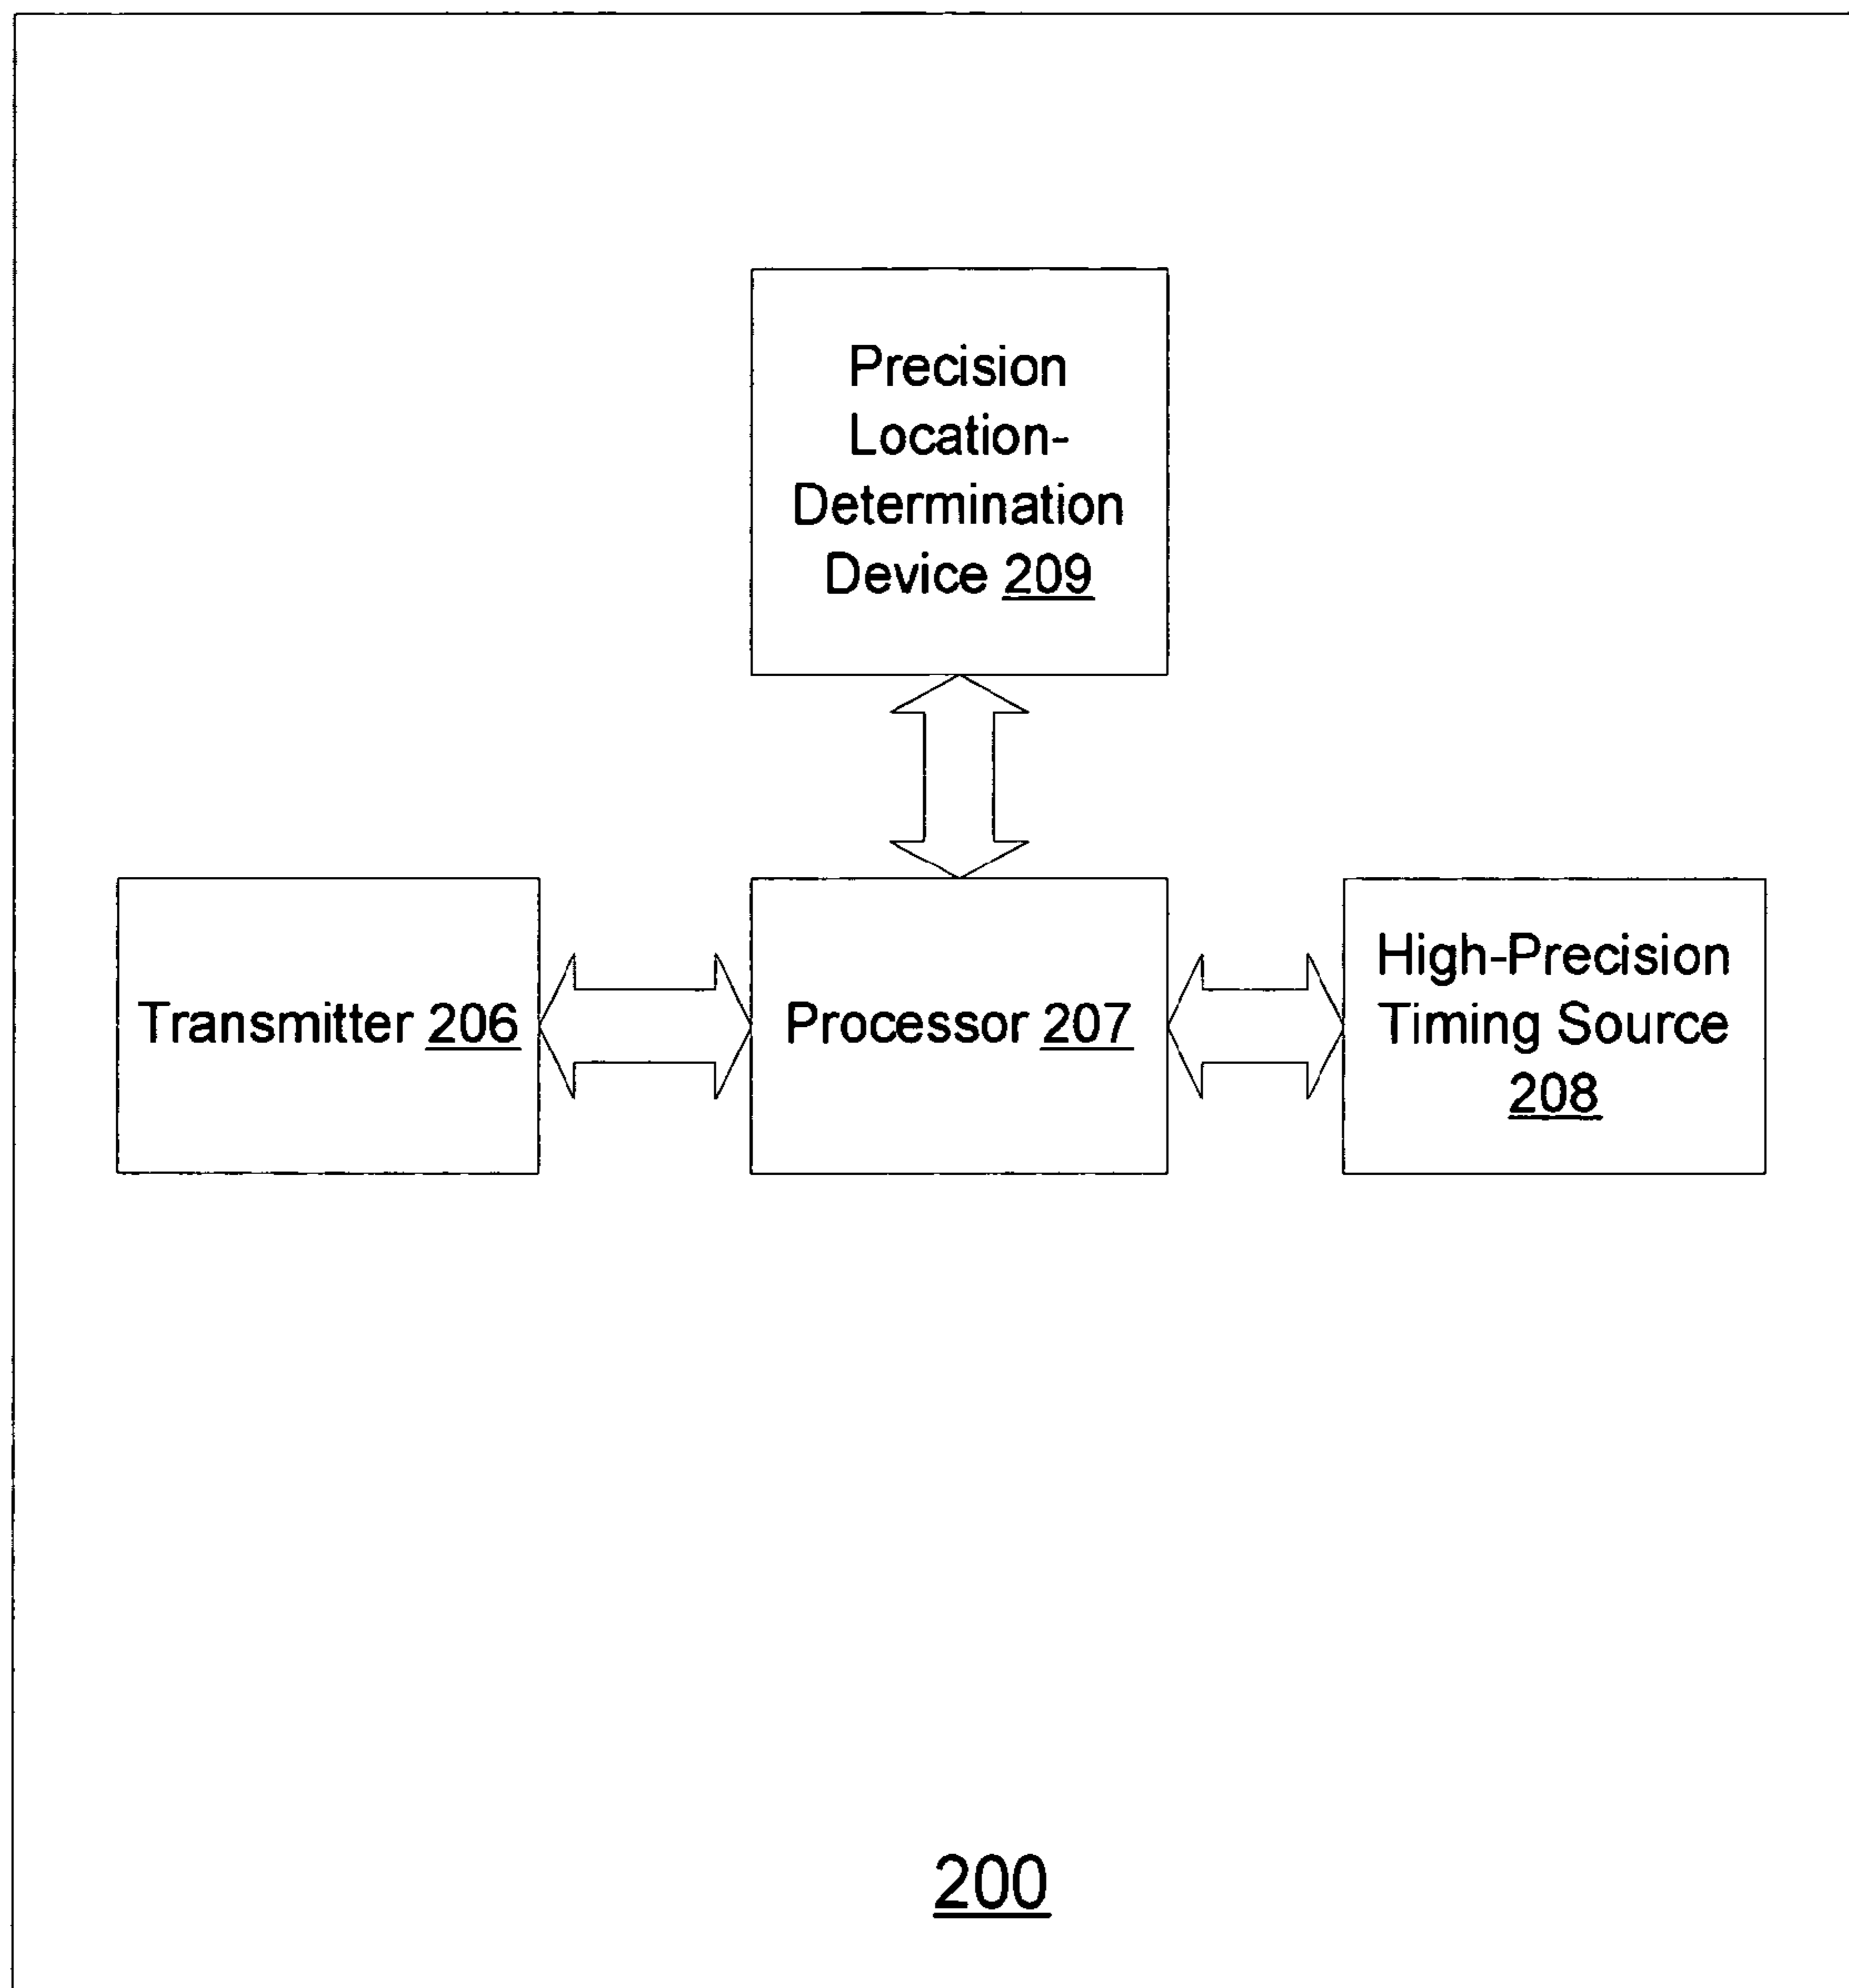 Precision
Location-
Determination
Device 209
Transmitter 206
Processor 207
High-Precision
Timing Source
208
200